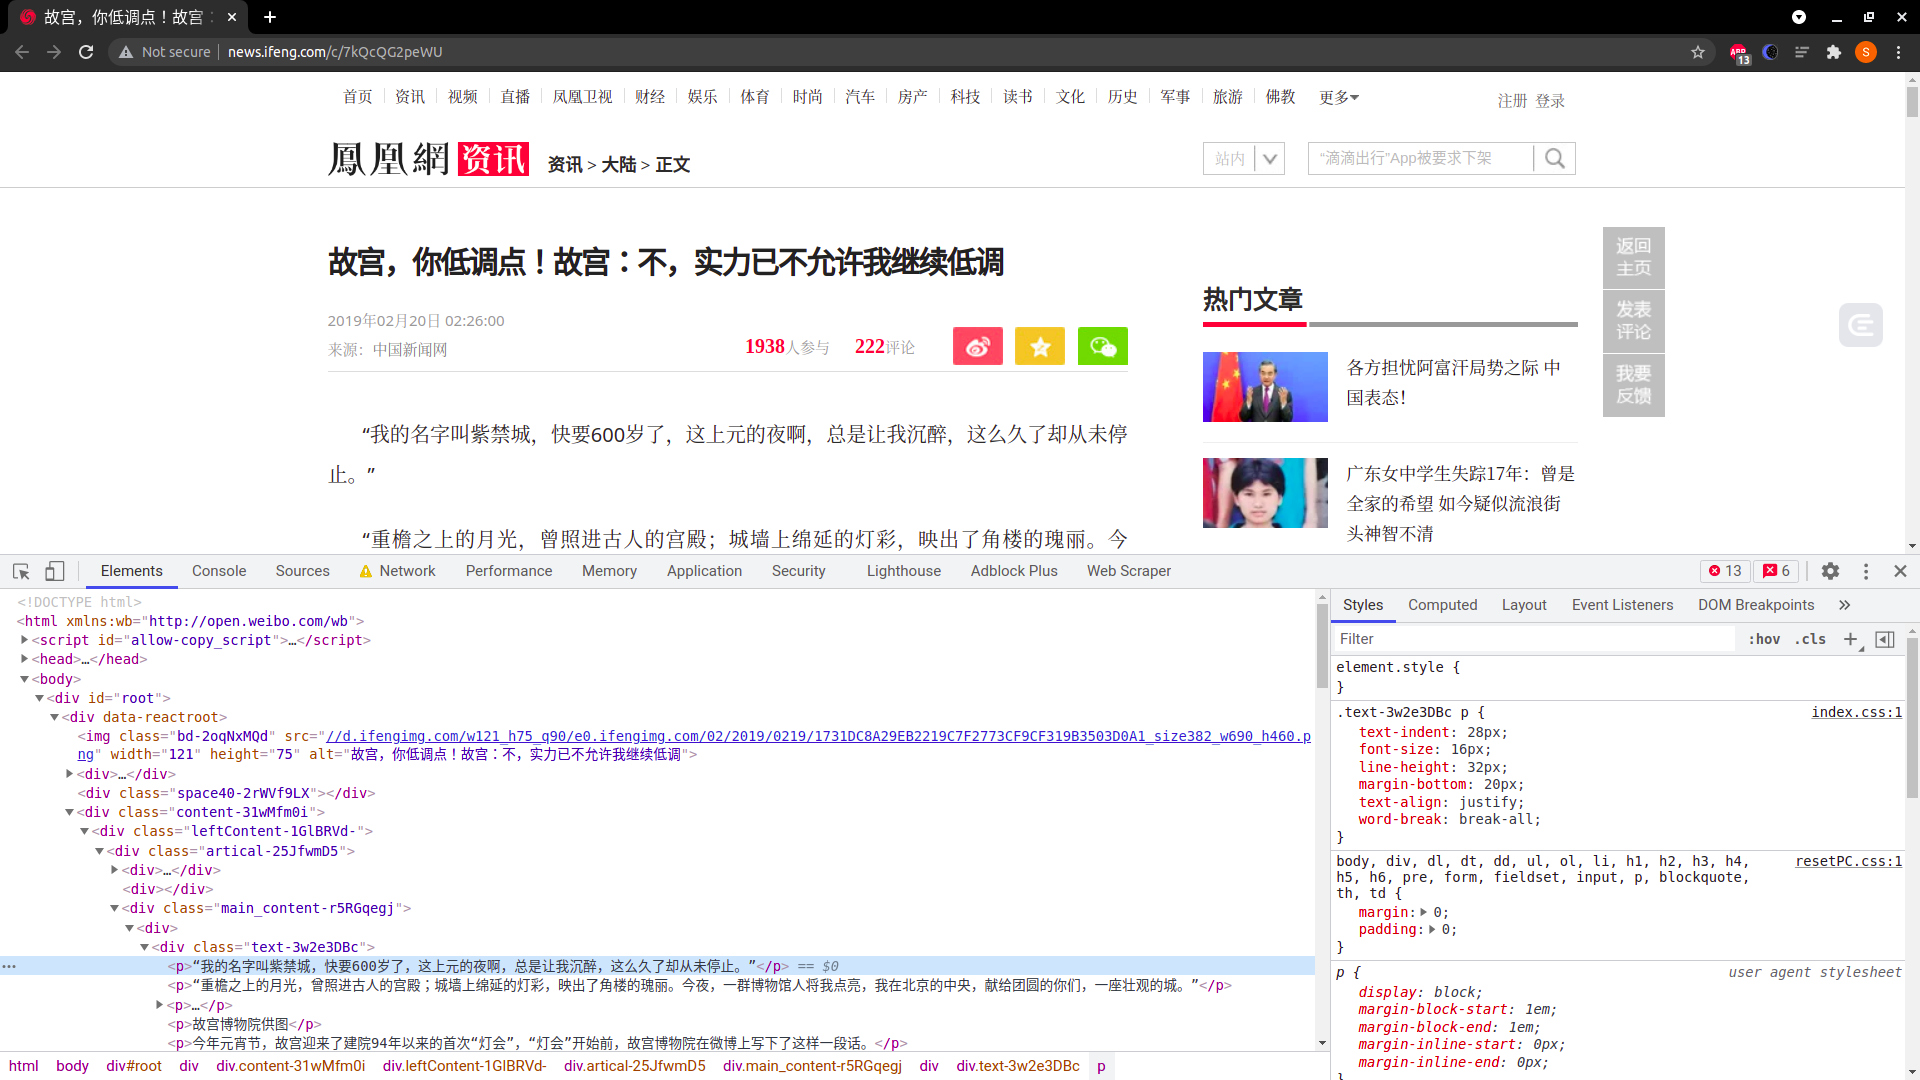 故宫，你低调点！故宫：
Not secure news.ifeng.com/c/7kQcQG2peWU
ABP 13 S
首页 资讯 视频 直播 凤凰卫视 财经 娱乐 体育 时尚 汽车 房产 科技 读书 文化 历史 军事 旅游 佛教 更多 注册 登录
鳳凰網 资讯 资讯 > 大陆 > 正文 站内 “滴滴出行”App被要求下架
返回
主页
发表
评论
我要
反馈
故宫，你低调点！故宫：不，实力已不允许我继续低调
2019年02月20日 02:26:00
来源：中国新闻网
1938人参与 222评论
“我的名字叫紫禁城，快要600岁了，这上元的夜啊，总是让我沉醉，这么久了却从未停
止。”
“重檐之上的月光，曾照进古人的宫殿；城墙上绵延的灯彩，映出了角楼的瑰丽。今
热门文章
各方担忧阿富汗局势之际 中
国表态！
广东女中学生失踪17年：曾是
全家的希望 如今疑似流浪街
头神智不清
Elements Console Sources Network Performance Memory Application Security Lighthouse Adblock Plus Web Scraper 13 6
<!DOCTYPE html>
<html xmlns:wb="http://open.weibo.com/wb">
<script id="allow-copy_script">…</script>
<head>…</head>
<body>
<div id="root">
<div data-reactroot>
<img class="bd-2oqNxMQd" src="//d.ifengimg.com/w121_h75_q90/e0.ifengimg.com/02/2019/0219/1731DC8A29EB2219C7F2773CF9CF319B3503D0A1_size382_w690_h460.p
ng" width="121" height="75" alt="故宫，你低调点！故宫：不，实力已不允许我继续低调">
<div>…</div>
<div class="space40-2rWVf9LX"></div>
<div class="content-31wMfm0i">
<div class="leftContent-1GlBRVd-">
<div class="artical-25JfwmD5">
<div>…</div>
<div></div>
<div class="main_content-r5RGqegj">
<div>
<div class="text-3w2e3DBc">
<p>“我的名字叫紫禁城，快要600岁了，这上元的夜啊，总是让我沉醉，这么久了却从未停止。”</p> == $0
<p>“重檐之上的月光，曾照进古人的宫殿；城墙上绵延的灯彩，映出了角楼的瑰丽。今夜，一群博物馆人将我点亮，我在北京的中央，献给团圆的你们，一座壮观的城。”</p>
<p>…</p>
<p>故宫博物院供图</p>
<p>今年元宵节，故宫迎来了建院94年以来的首次“灯会”，“灯会”开始前，故宫博物院在微博上写下了这样一段话。</p>
html body div#root div div.content-31wMfm0i div.leftContent-1GlBRVd- div.artical-25JfwmD5 div.main_content-r5RGqegj div div.text-3w2e3DBc p
Styles Computed Layout Event Listeners DOM Breakpoints
Filter :hov .cls
element.style {
}
.text-3w2e3DBc p { index.css:1
text-indent: 28px;
font-size: 16px;
line-height: 32px;
margin-bottom: 20px;
text-align: justify;
word-break: break-all;
}
body, div, dl, dt, dd, ul, ol, li, h1, h2, h3, h4, resetPC.css:1
h5, h6, pre, form, fieldset, input, p, blockquote,
th, td {
margin: 0;
padding: 0;
}
p { user agent stylesheet
display: block;
margin-block-start: 1em;
margin-block-end: 1em;
margin-inline-start: 0px;
margin-inline-end: 0px;
}